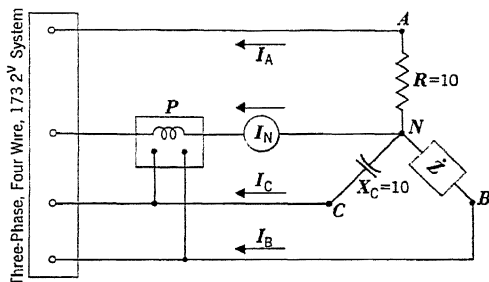 Three-Phase, Four Wire, 173.2ⱽ System
A
I_A
R=10
P
I_N
N
Ż
I_C
X_C=10
C
B
I_B